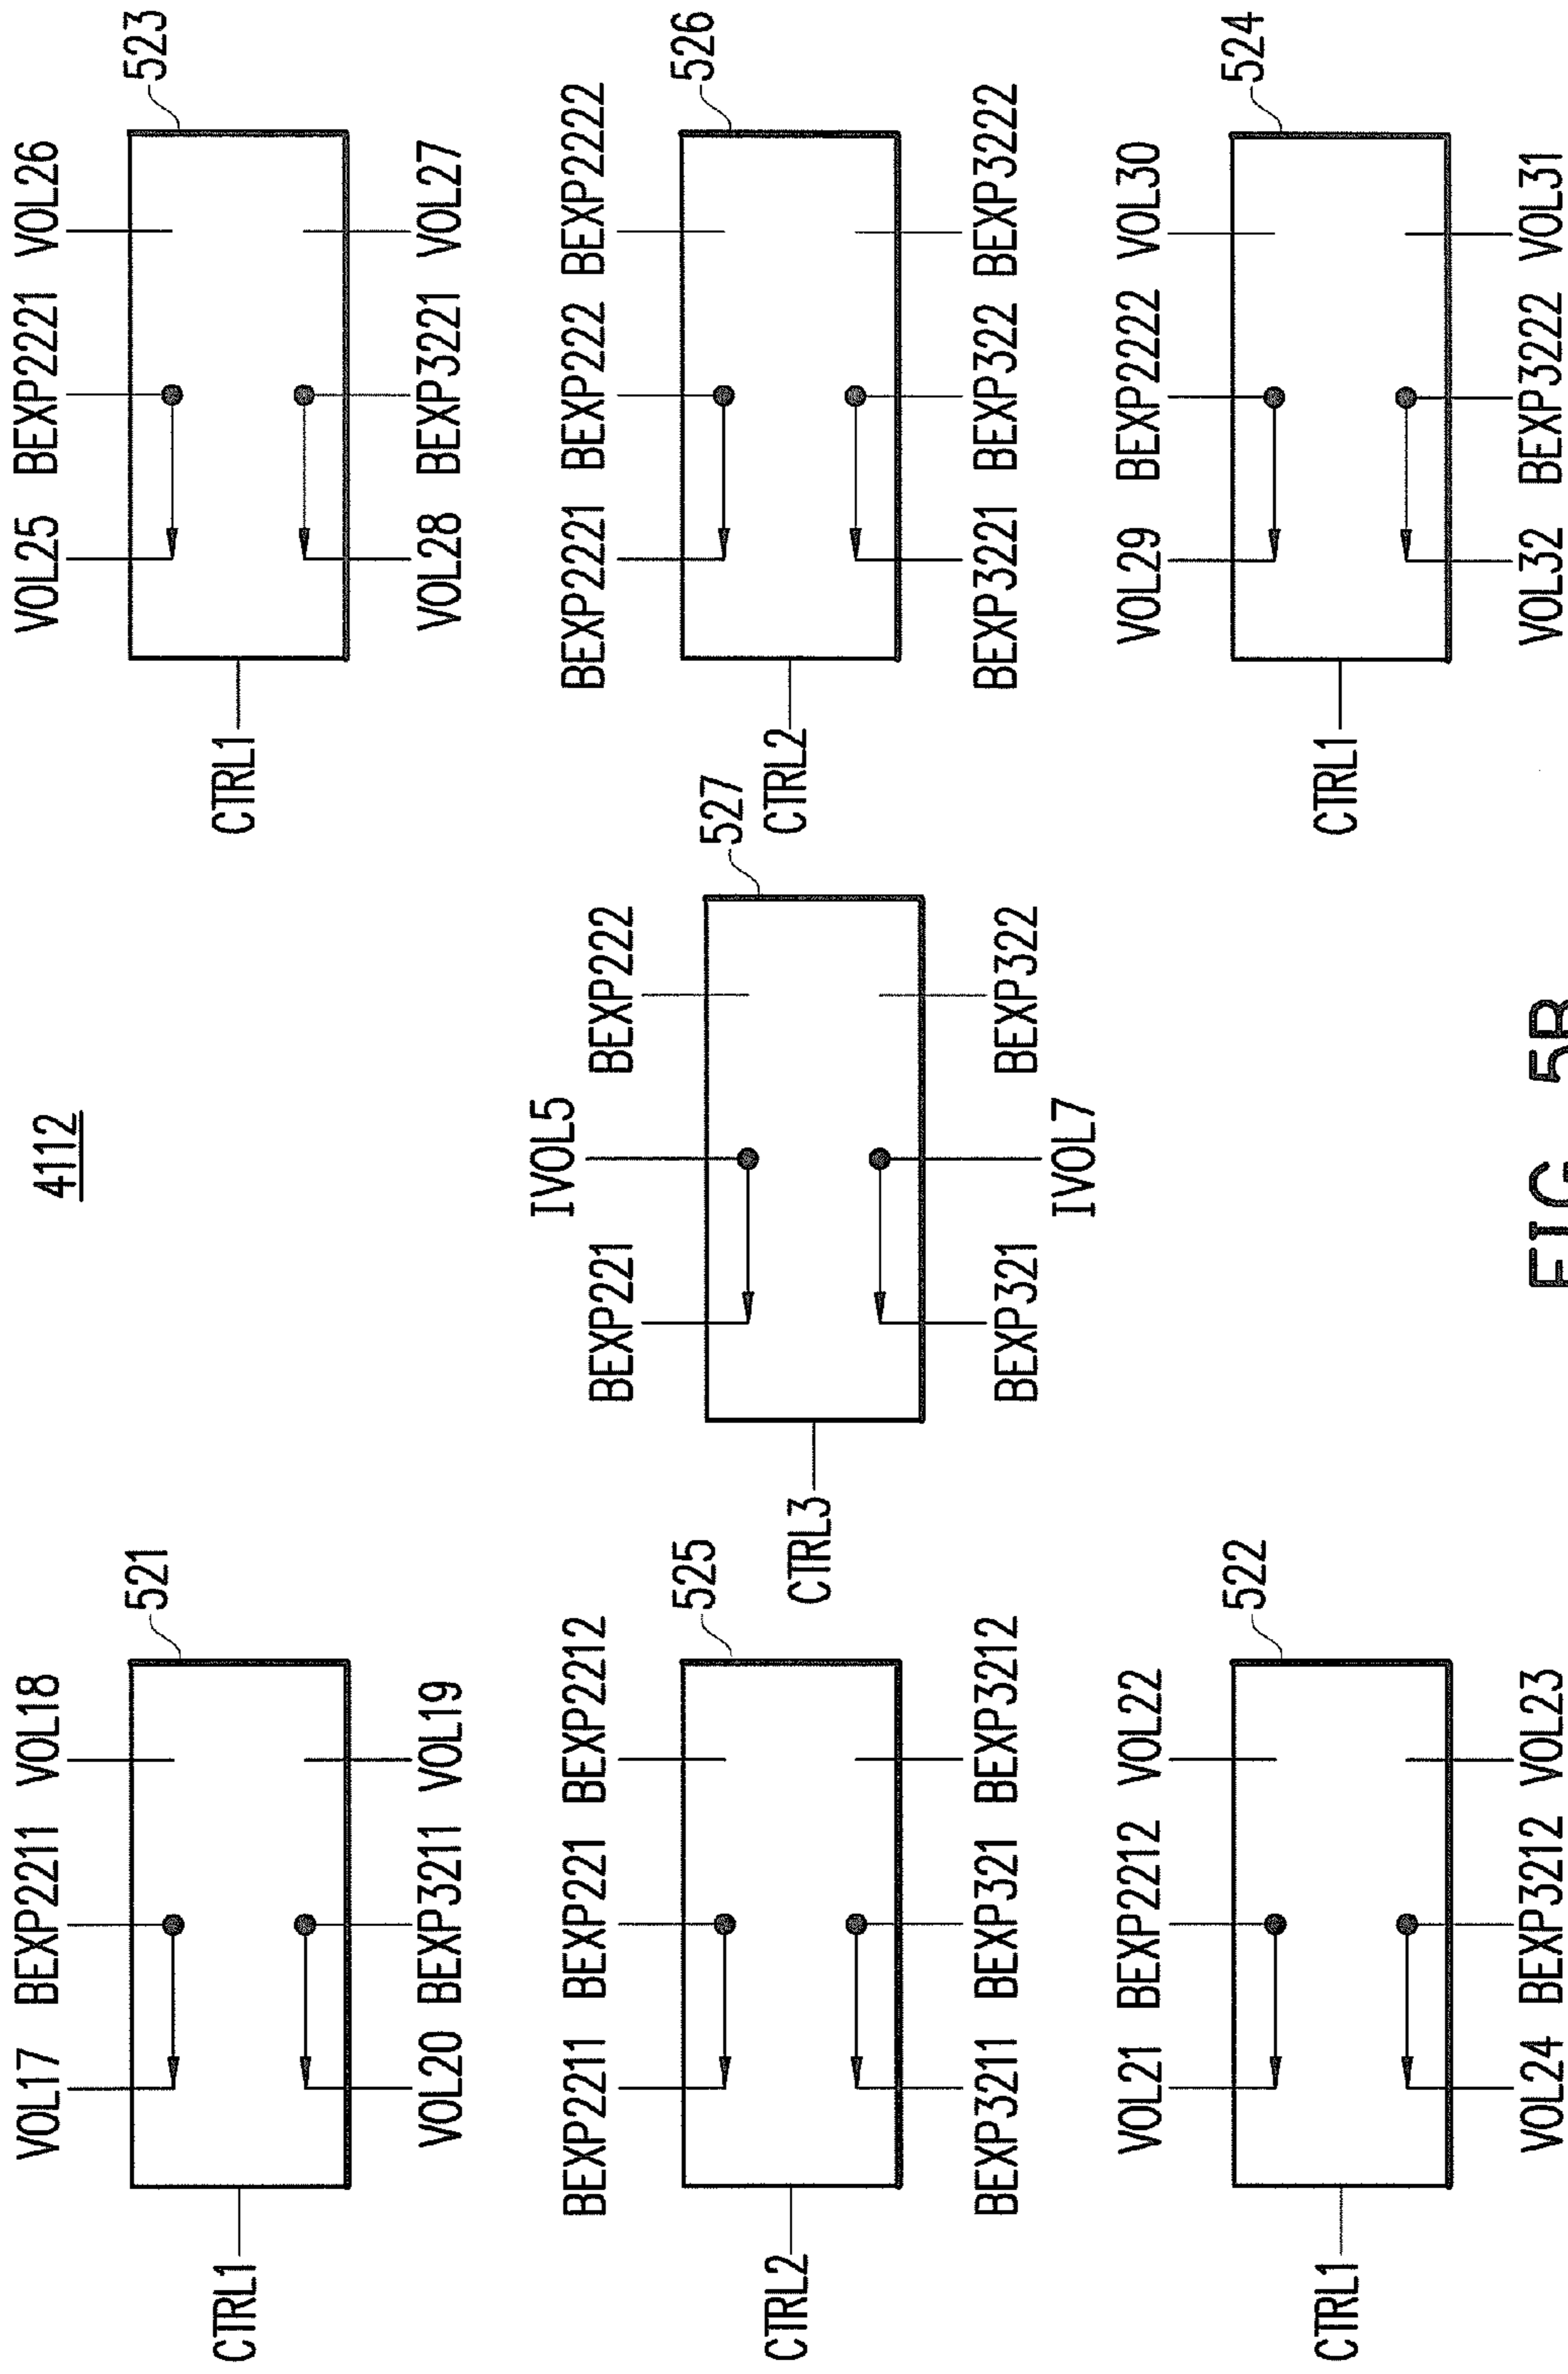 4112
VOL17 BEXP2211 VOL18
521
CTRL1
VOL20 BEXP3211 VOL19
BEXP2211 BEXP221 BEXP2212
525
CTRL2
BEXP3211 BEXP321 BEXP3212
VOL21 BEXP2212 VOL22
522
CTRL1
VOL24 BEXP3212 VOL23
IVOL5
BEXP221 BEXP222
527
CTRL3
BEXP321 BEXP322
IVOL7
VOL25 BEXP2221 VOL26
523
CTRL1
VOL28 BEXP3221 VOL27
BEXP2221 BEXP222 BEXP2222
526
CTRL2
BEXP3221 BEXP322 BEXP3222
VOL29 BEXP2222 VOL30
524
CTRL1
VOL32 BEXP3222 VOL31
FIG. 5B